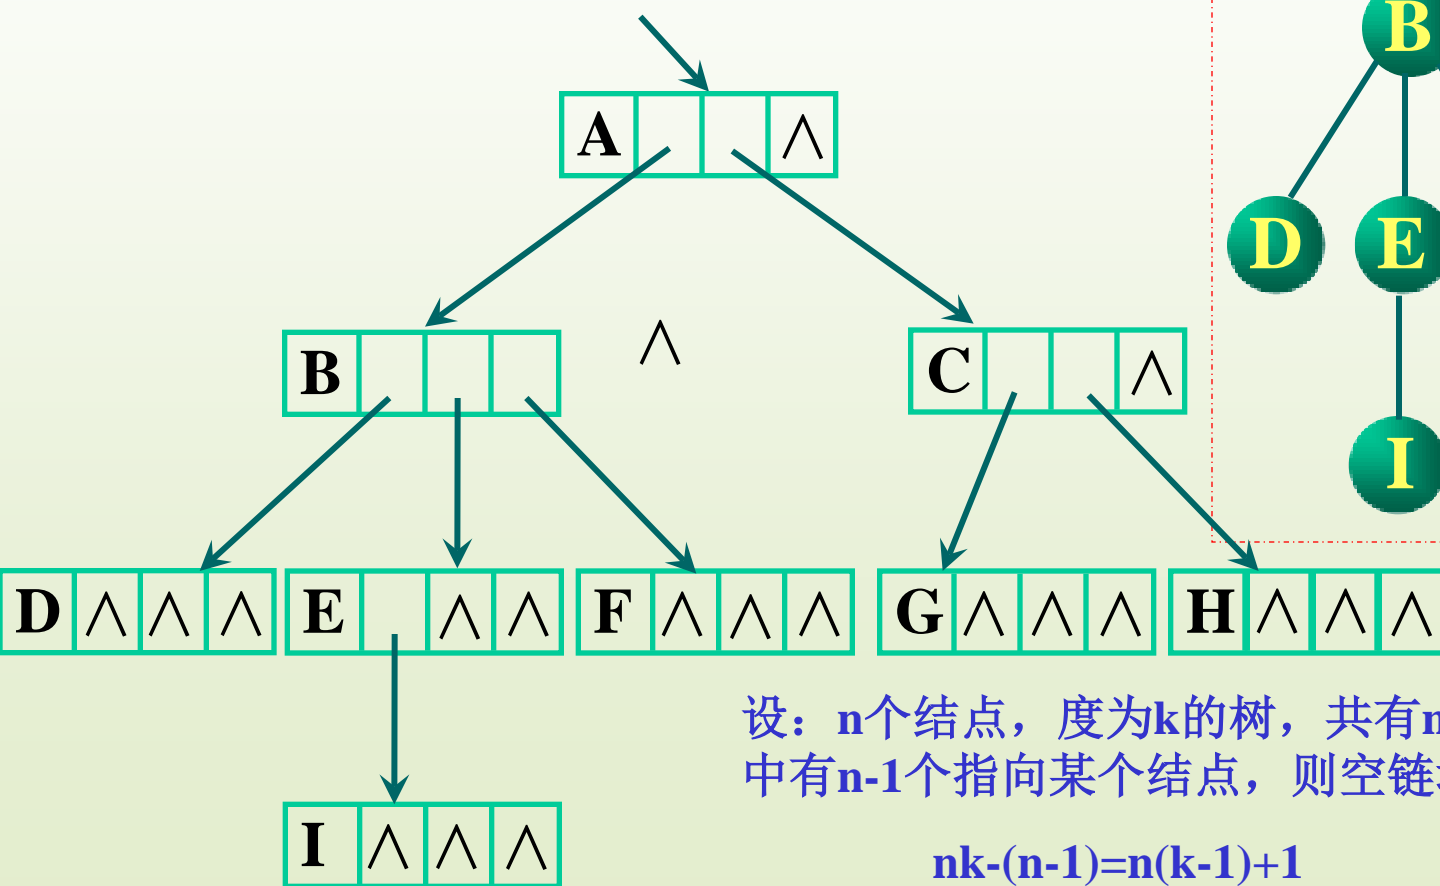 B
A ∧
D E
B ∧ C ∧
I
D ∧ ∧ ∧ E ∧ ∧ F ∧ ∧ ∧ G ∧ ∧ ∧ H ∧ ∧ ∧
设：n个结点，度为k的树，共有n
中有n-1个指向某个结点，则空链
nk-(n-1)=n(k-1)+1
I ∧ ∧ ∧